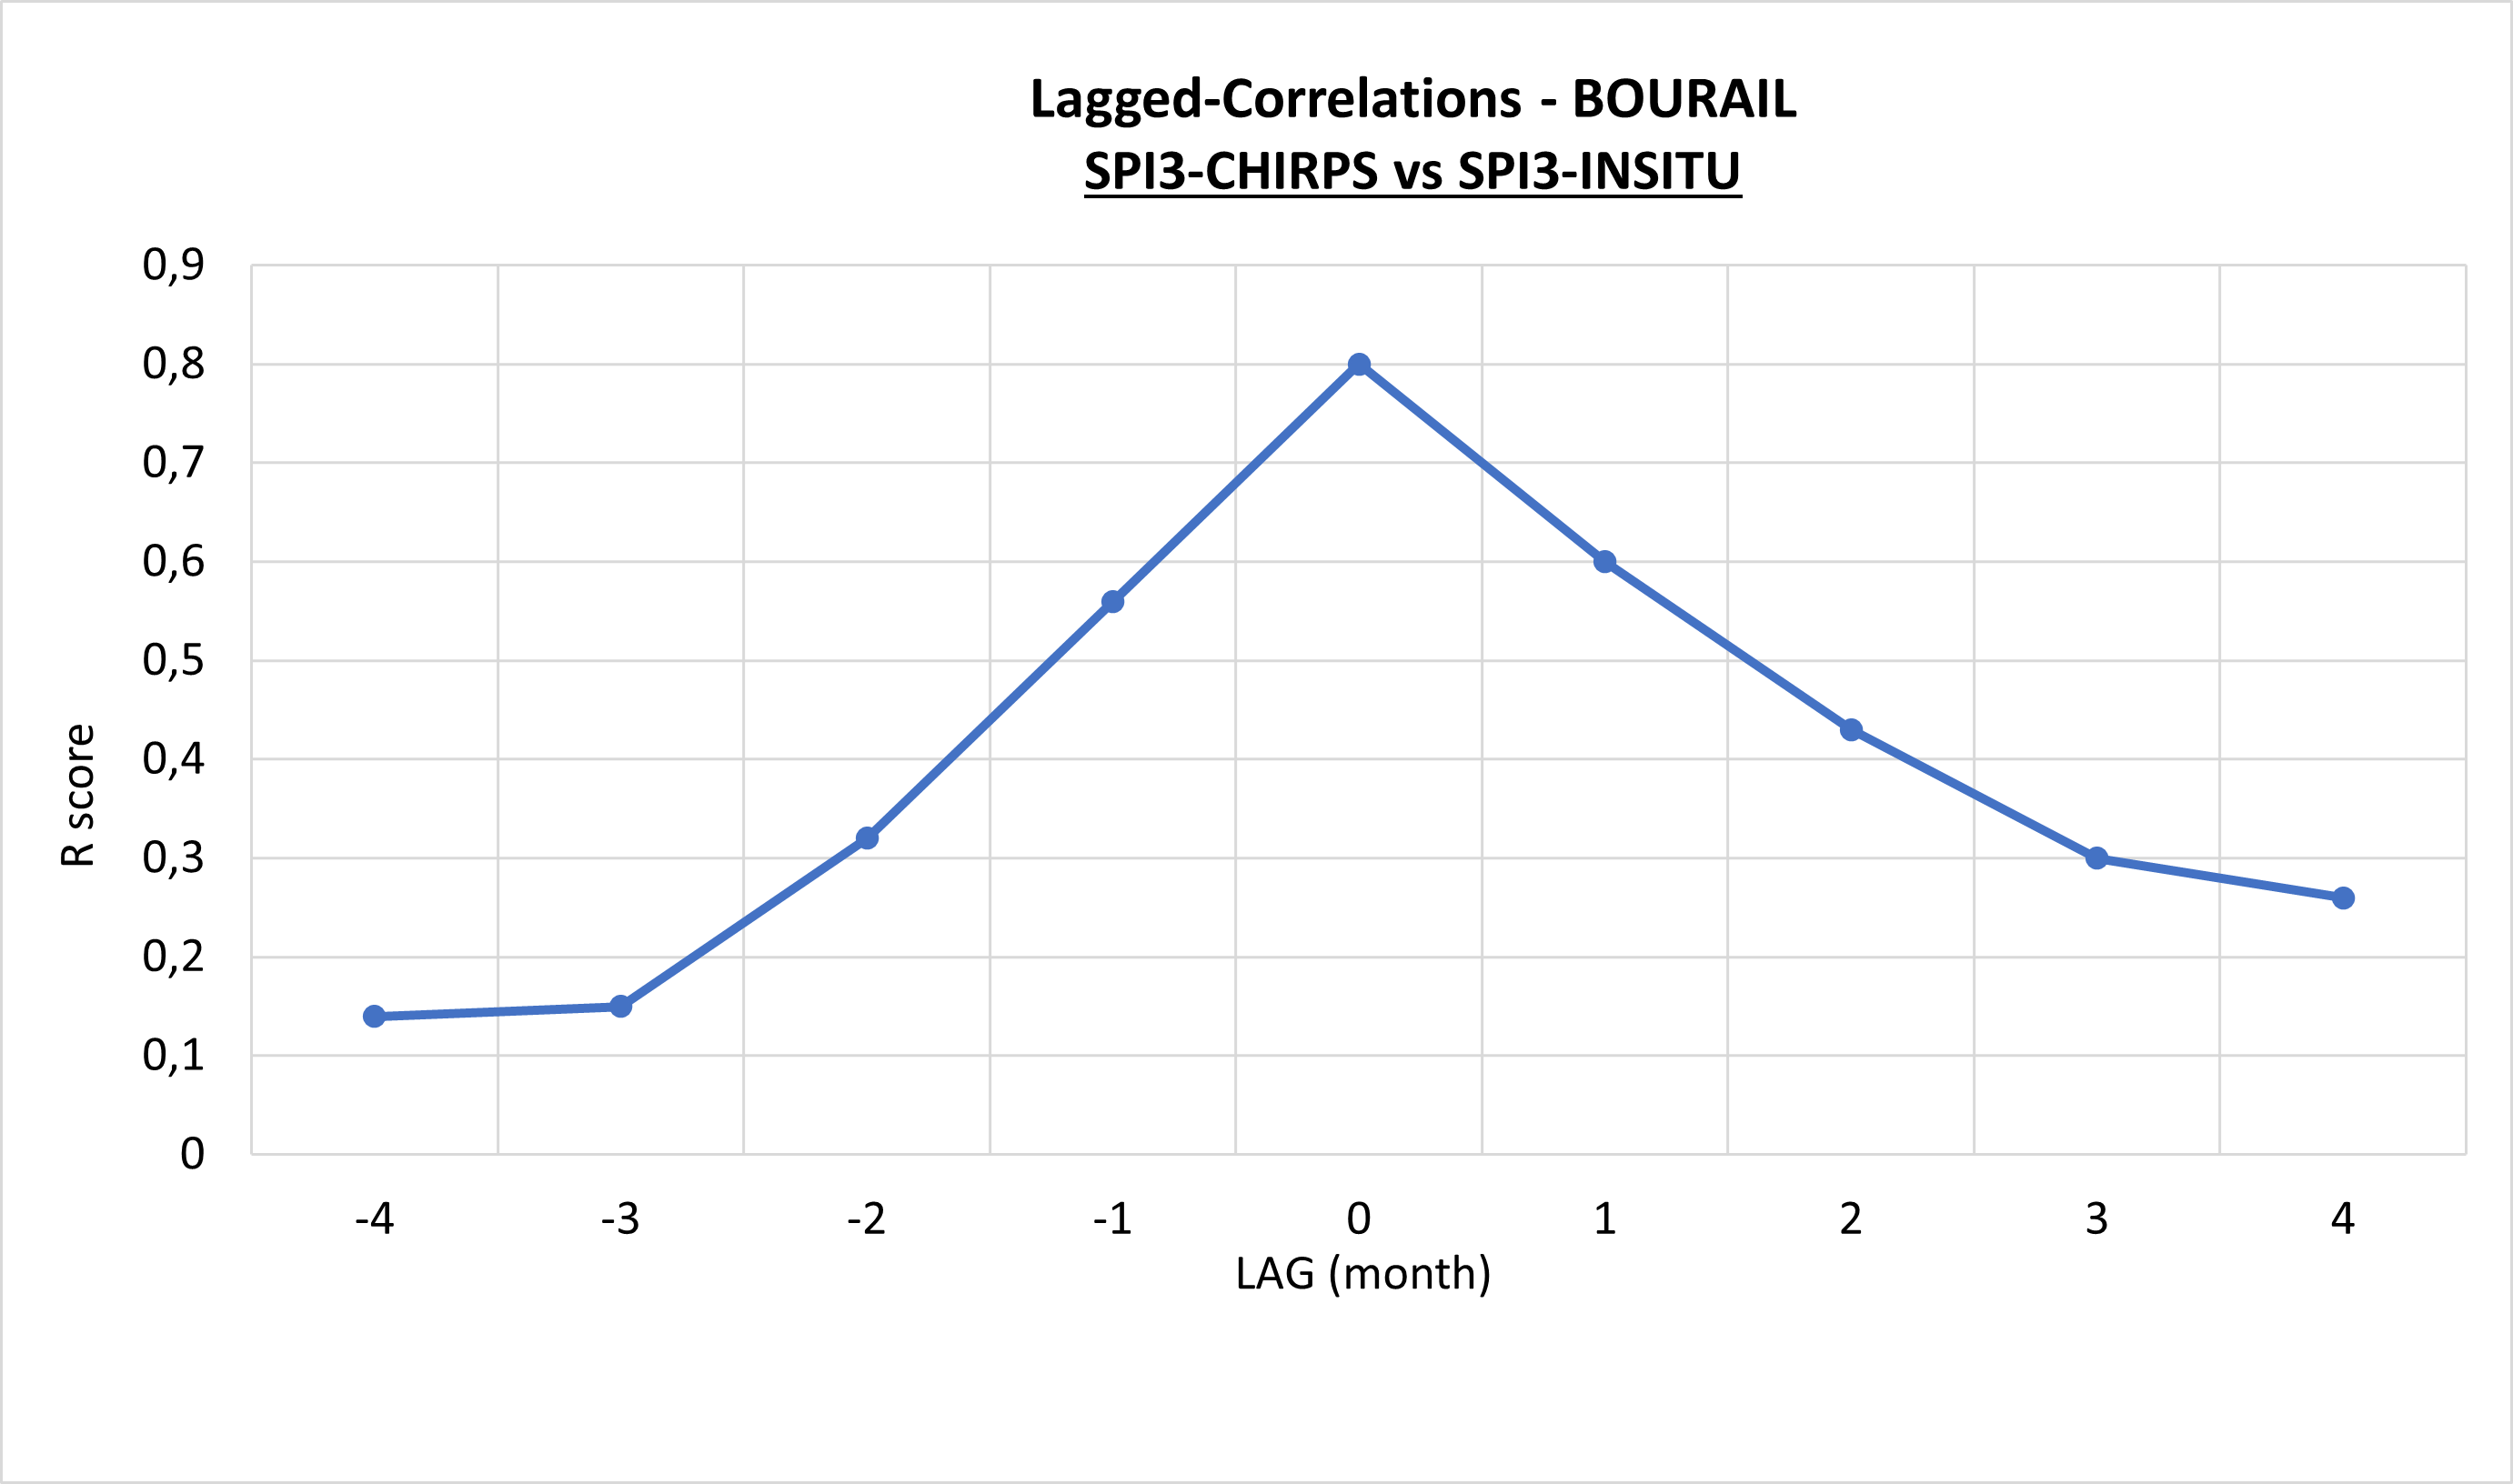 Lagged-Correlations - BOURAIL
SPI3-CHIRPS vs SPI3-INSITU
0,9
0,8
0,7
0,6
0,5
0,4
0,3
0,2
0,1
0
R score
-4 -3 -2 -1 0 1 2 3 4
LAG (month)